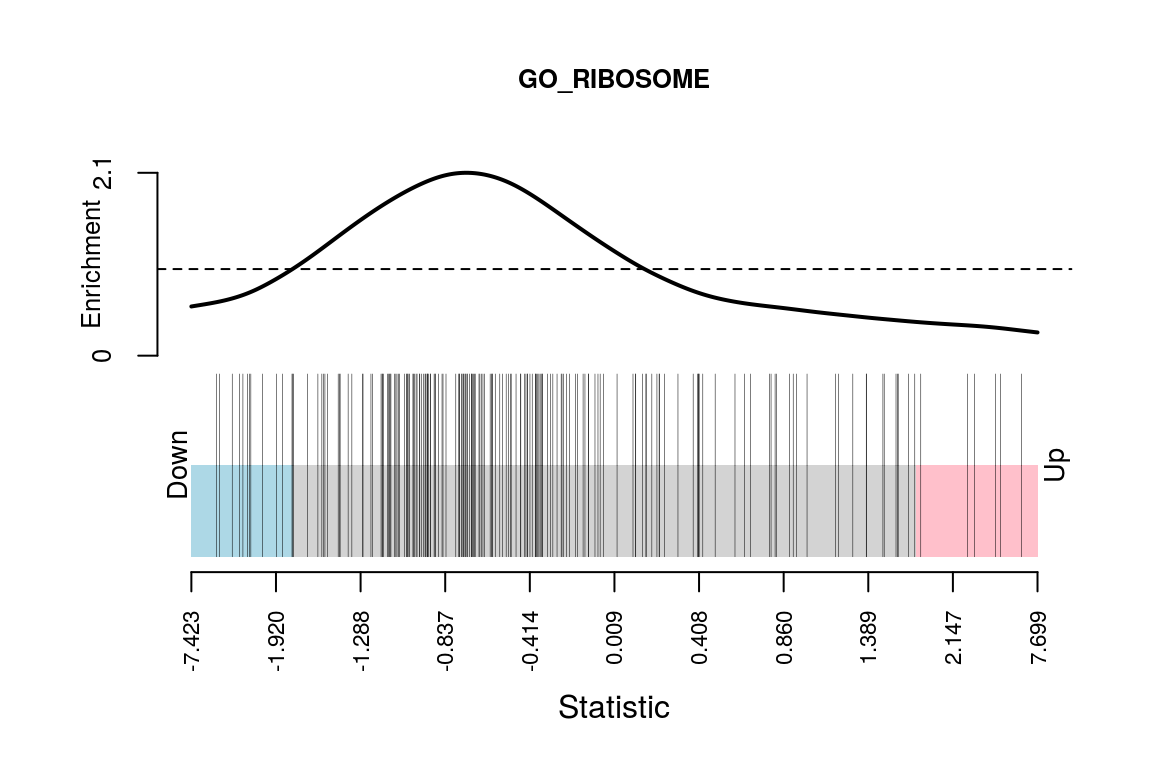 GO_RIBOSOME
2.1
Enrichment
0
Down
Up
-7.423
-1.920
-1.288
-0.837
-0.414
0.009
0.408
0.860
1.389
2.147
7.699
Statistic